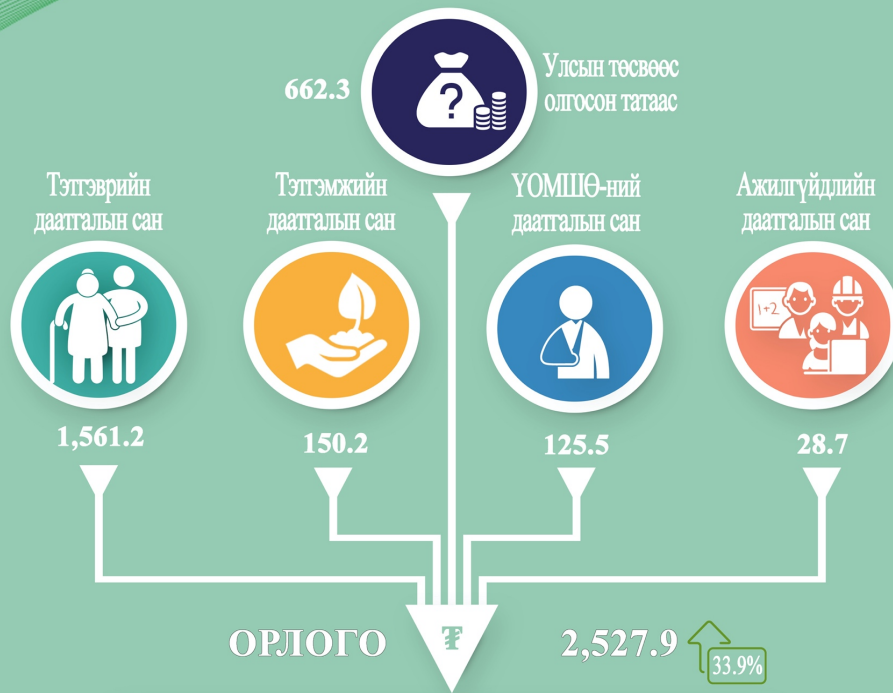 662.3
Улсын төсвөөс
олгосон татаас
?
Тэтгэврийн
даатгалын сан
1,561.2
Тэтгэмжийн
даатгалын сан
150.2
ҮОМШӨ-ний
даатгалын сан
125.5
Ажилгүйдлийн
даатгалын сан
1+2
28.7
ОРЛОГО
₮
2,527.9
33.9%